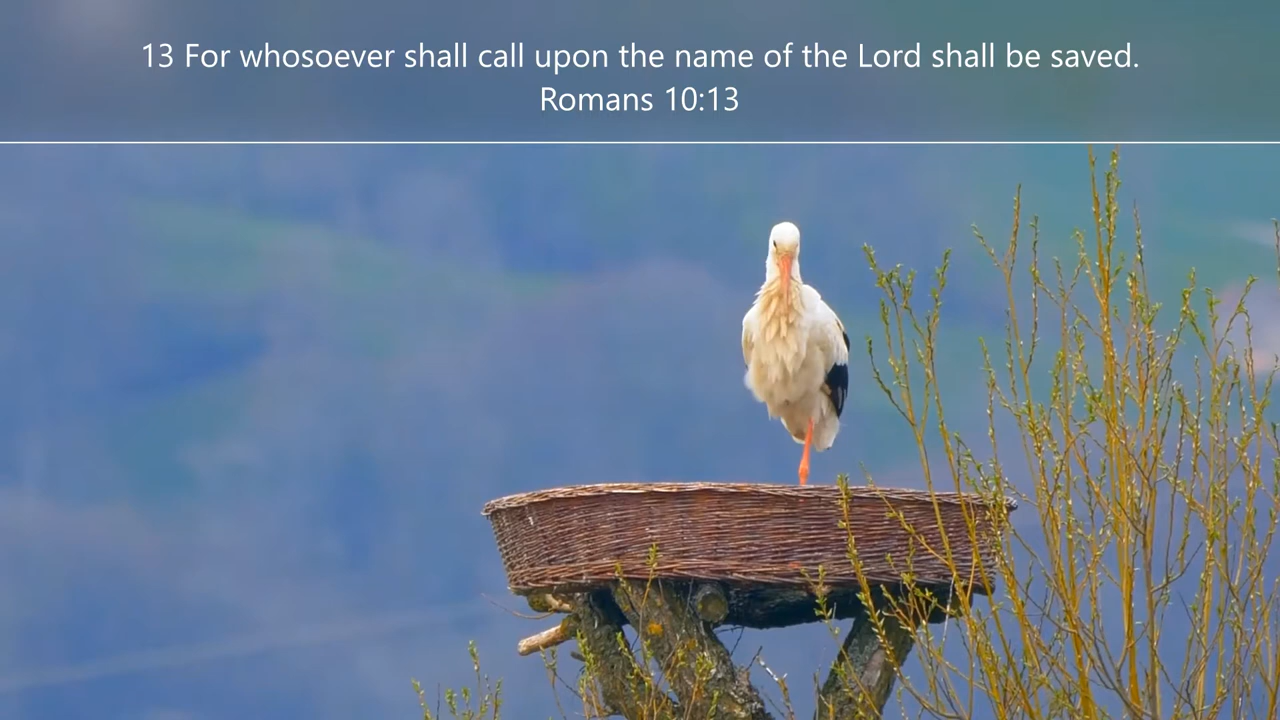 13 For whosoever shall call upon the name of the Lord shall be saved.
Romans 10:13